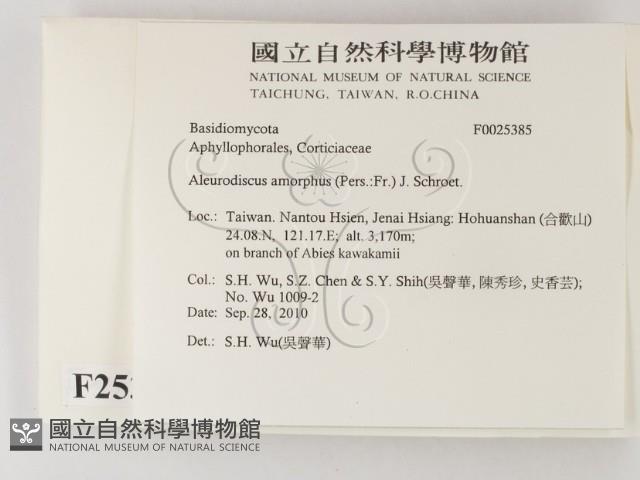 國立自然科學博物館
NATIONAL MUSEUM OF NATURAL SCIENCE
TAICHUNG, TAIWAN, R.O.CHINA
Basidiomycota F0025385
Aphyllophorales, Corticiaceae
Aleurodiscus amorphus (Pers.:Fr.) J. Schroet.
Loc.: Taiwan. Nantou Hsien, Jenai Hsiang: Hohuanshan (合歡山)
24.08.N, 121.17.E; alt. 3,170m;
on branch of Abies kawakamii
Col.: S.H. Wu, S.Z. Chen & S.Y. Shih(吳聲華, 陳秀珍, 史香芸);
No. Wu 1009-2
Date: Sep. 28, 2010
Det.: S.H. Wu(吳聲華)
F25
國立自然科學博物館
NATIONAL MUSEUM OF NATURAL SCIENCE